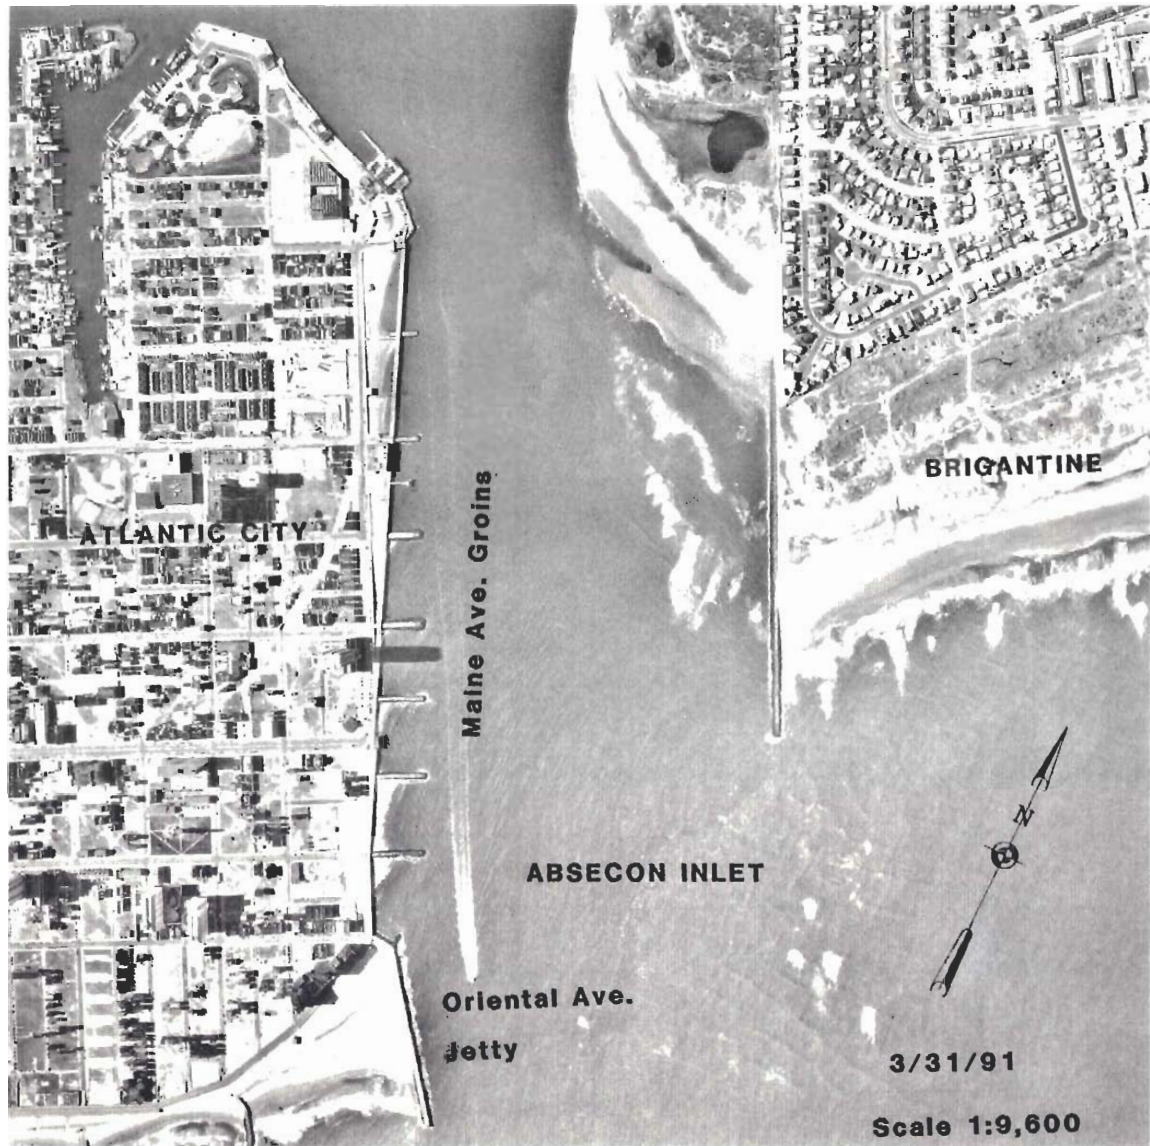 BRIGANTINE
ATLANTIC CITY
Maine Ave. Groins
N
ABSECON INLET
Oriental Ave.
Jetty
3/31/91
Scale 1:9,600